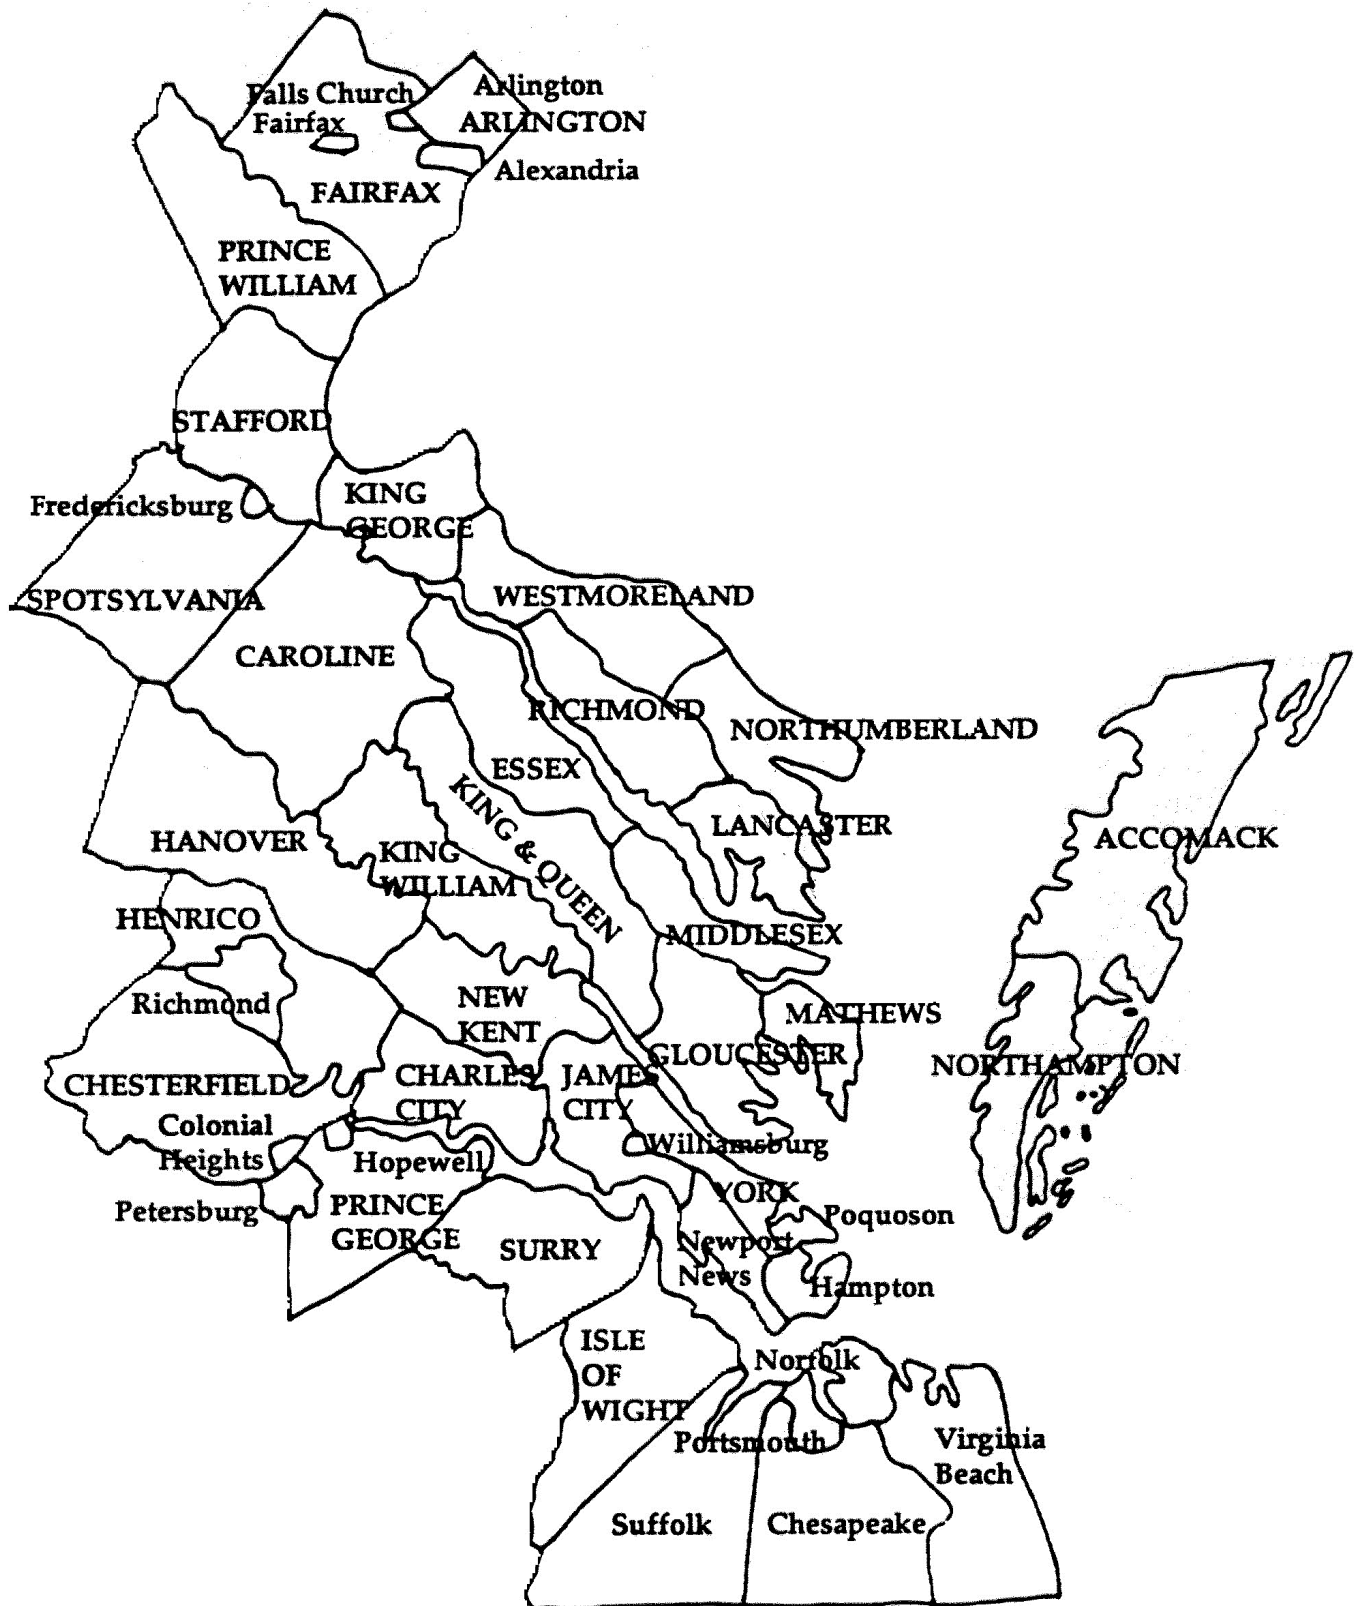 Falls Church
Arlington
Fairfax
ARLINGTON
Alexandria
FAIRFAX
PRINCE
WILLIAM
STAFFORD
Fredericksburg
KING
GEORGE
SPOTSYLVANIA
WESTMORELAND
CAROLINE
RICHMOND
NORTHUMBERLAND
ESSEX
KING & QUEEN
LANCASTER
ACCOMACK
HANOVER
KING
WILLIAM
HENRICO
MIDDLESEX
Richmond
NEW
KENT
MATHEWS
GLOUCESTER
NORTHAMPTON
CHESTERFIELD
CHARLES
CITY
JAMES
CITY
Colonial
Heights
Williamsburg
Hopewell
Petersburg
PRINCE
GEORGE
YORK
Poquoson
SURRY
Newport
News
Hampton
ISLE
OF
WIGHT
Norfolk
Portsmouth
Virginia
Beach
Suffolk
Chesapeake